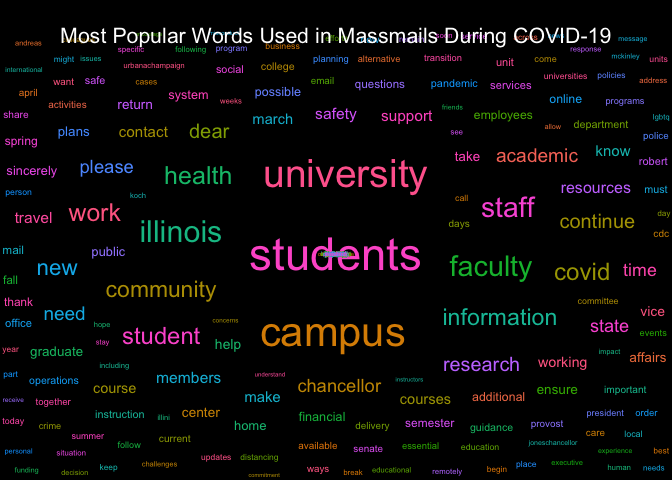 Most Popular Words Used in Massmails During COVID-19
andreas
business
message
specific
following
program
might
issues
planning
alternative
transition
response
mckinley
units
international
urbanachampaign
social
college
unit
come
universities
policies
want
safe
cases
email
questions
pandemic
services
address
april
system
weeks
possible
online
programs
activities
return
march
safety
support
friends
employees
share
lgbtq
plans
contact
dear
see
allow
department
police
spring
university
take
academic
know
robert
sincerely
please
health
resources
must
person
koch
call
staff
day
travel
work
illinois
days
continue
cdc
mail
public
students
new
faculty
covid
time
fall
community
thank
need
committee
office
hope
concerns
information
state
vice
events
stay
student
campus
help
year
graduate
impact
including
research
working
affairs
part
operations
members
understand
instructors
receive
together
course
make
chancellor
courses
additional
ensure
important
today
crime
instruction
illini
center
home
financial
delivery
semester
guidance
provost
president
order
summer
follow
current
care
local
personal
situation
available
senate
essential
education
joneschancellor
experience
best
updates
distancing
funding
decision
keep
challenges
ways
break
educational
remotely
begin
place
executive
human
needs
commitment